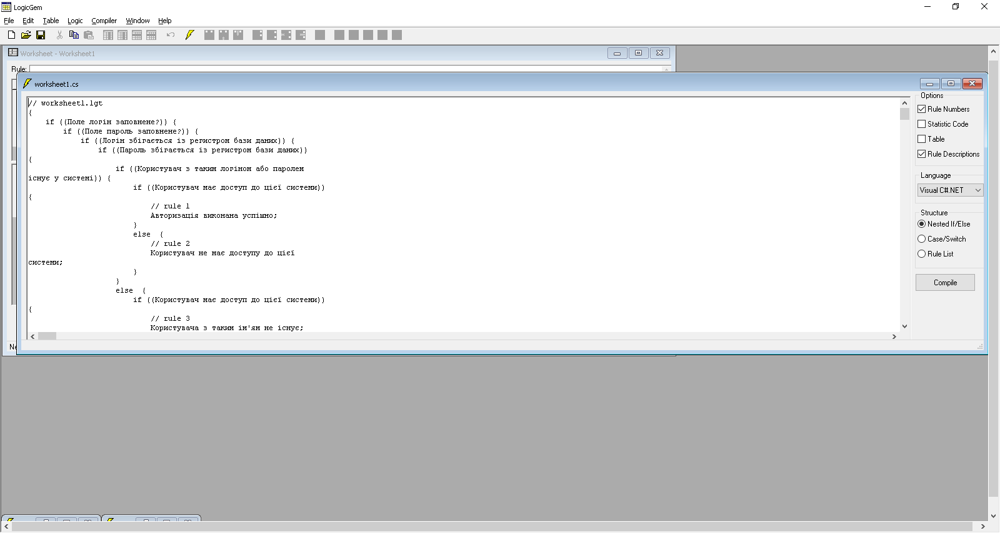 LogicGem
File Edit Table Logic Compiler Window Help
Worksheet - Worksheet1
Rule:
worksheet1.cs
// worksheet1.lgt
{
if ((Поле логін заповнене?)) {
if ((Поле пароль заповнене?)) {
if ((Логін збігається із регистром бази даних)) {
if ((Пароль збігається із регистром бази даних))
{
if ((Користувач з таким логіном або паролем
існує у системі)) {
if ((Користувач має доступ до цієї системи))
{
// rule 1
Авторизація виконана успішно;
}
else {
// rule 2
Користувач не має доступу до цієї
системи;
}
}
else {
if ((Користувач має доступ до цієї системи))
{
// rule 3
Користувача з таким ім'ям не існує;
Options
Rule Numbers
Statistic Code
Table
Rule Descriptions
Language
Visual C#.NET
Structure
Nested If/Else
Case/Switch
Rule List
Compile